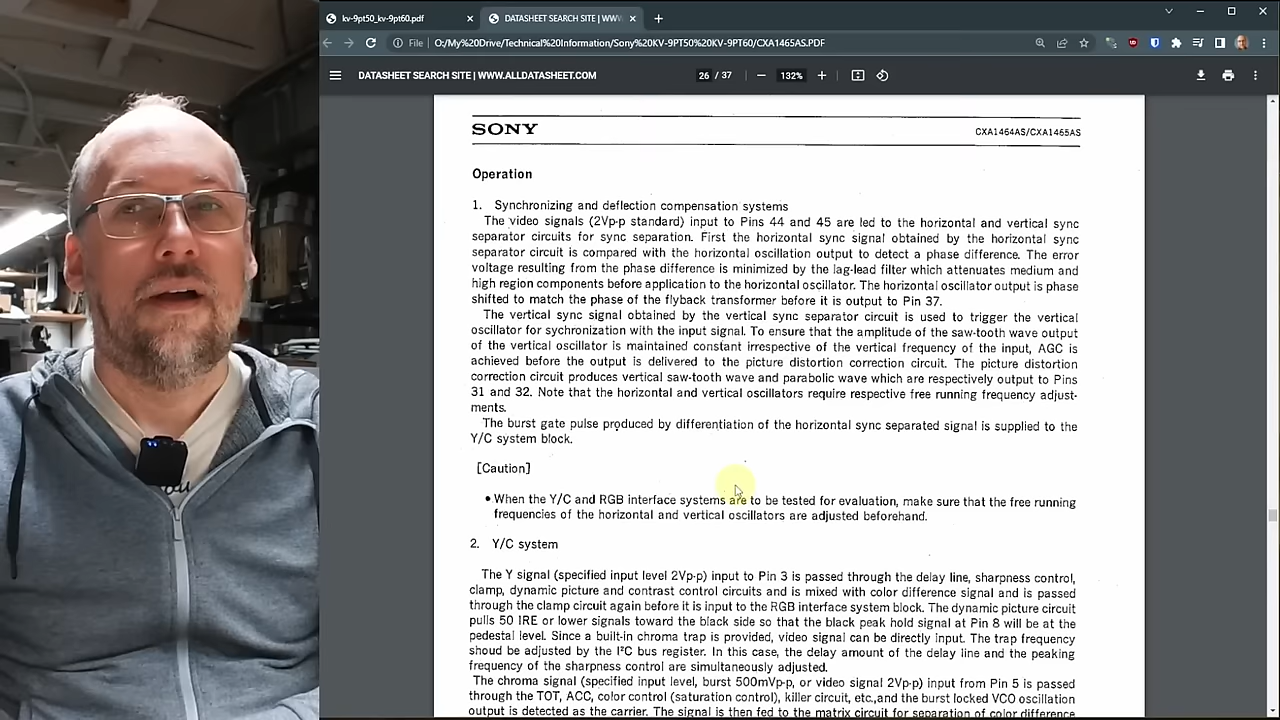 kv-9pt50_kv-9pt60.pdf
DATASHEET SEARCH SITE | WWW
File
O:/My%20Drive/Technical%20Information/Sony%20KV-9PT50%20KV-9PT60/CXA1465AS.PDF
DATASHEET SEARCH SITE | WWW.ALLDATASHEET.COM
26 / 37
132%
SONY
CXA1464AS/CXA1465AS
Operation
1. Synchronizing and deflection compensation systems
The video signals (2Vp-p standard) input to Pins 44 and 45 are led to the horizontal and vertical sync
separator circuits for sync separation. First the horizontal sync signal obtained by the horizontal sync
separator circuit is compared with the horizontal oscillation output to detect a phase difference. The error
voltage resulting from the phase difference is minimized by the lag-lead filter which attenuates medium and
high region components before application to the horizontal oscillator. The horizontal oscillator output is phase
shifted to match the phase of the flyback transformer before it is output to Pin 37.
The vertical sync signal obtained by the vertical sync separator circuit is used to trigger the vertical
oscillator for sychronization with the input signal. To ensure that the amplitude of the saw-tooth wave output
of the vertical oscillator is maintained constant irrespective of the vertical frequency of the input, AGC is
achieved before the output is delivered to the picture distortion correction circuit. The picture distortion
correction circuit produces vertical saw-tooth wave and parabolic wave which are respectively output to Pins
31 and 32. Note that the horizontal and vertical oscillators require respective free running frequency adjust-
ments.
The burst gate pulse produced by differentiation of the horizontal sync separated signal is supplied to the
Y/C system block.
[Caution]
• When the Y/C and RGB interface systems are to be tested for evaluation, make sure that the free running
frequencies of the horizontal and vertical oscillators are adjusted beforehand.
2. Y/C system
The Y signal (specified input level 2Vp-p) input to Pin 3 is passed through the delay line, sharpness control,
clamp, dynamic picture and contrast control circuits and is mixed with color difference signal and is passed
through the clamp circuit again before it is input to the RGB interface system block. The dynamic picture circuit
pulls 50 IRE or lower signals toward the black side so that the black peak hold signal at Pin 8 will be at the
pedestal level. Since a built-in chroma trap is provided, video signal can be directly input. The trap frequency
shoud be adjusted by the I²C bus register. In this case, the delay amount of the delay line and the peaking
frequency of the sharpness control are simultaneously adjusted.
The chroma signal (specified input level, burst 500mVp-p, or video signal 2Vp-p) input from Pin 5 is passed
through the TOT, ACC, color control (saturation control), killer circuit, etc.,and the burst locked VCO oscillation
output is detected as the carrier. The signal is then fed to the matrix circuit for separation of color difference